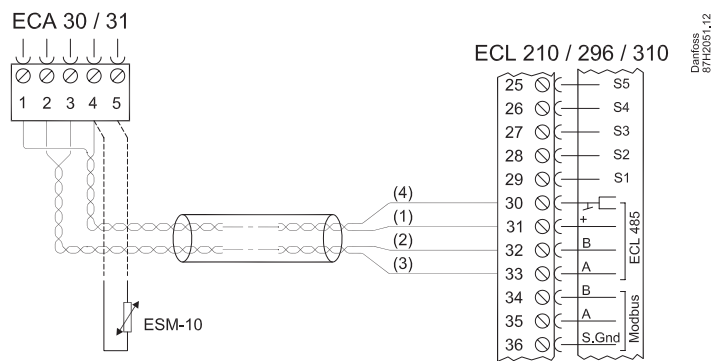 ECA 30 / 31
1 2 3 4 5
ESM-10
(4)
(1)
(2)
(3)
ECL 210 / 296 / 310
25 S5
26 S4
27 S3
28 S2
29 S1
30
31 +
32 B
33 A
34 B
35 A
36 S.Gnd
ECL 485
Modbus
Danfoss
87H2051.12